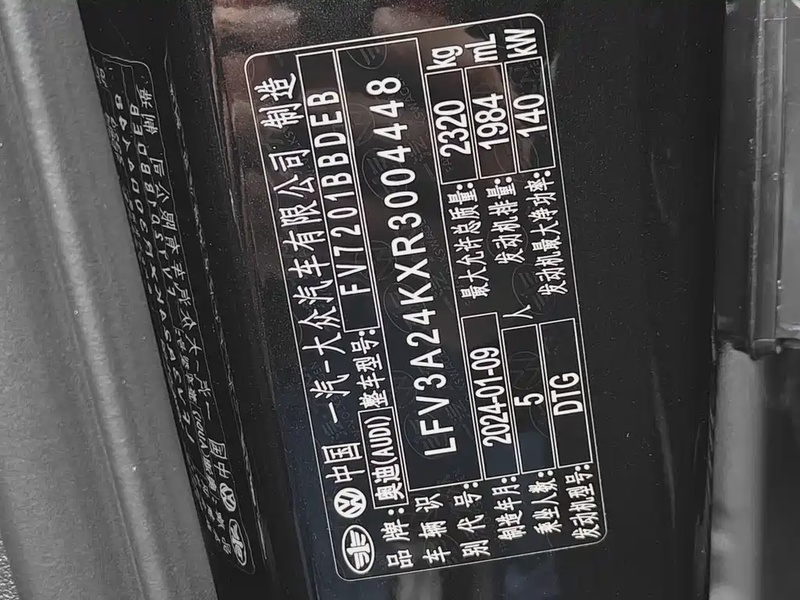 中国 一汽-大众汽车有限公司 制造
品牌: 奥迪(AUDI) 整车型号: FV7201BBDEB
车辆识别代号: LFV3A24KXR3004448
制造年月: 2024-01-09 最大允许总质量: 2320 kg
乘坐人数: 5 人 发动机排量: 1984 mL
发动机型号: DTG 发动机最大净功率: 140 kW